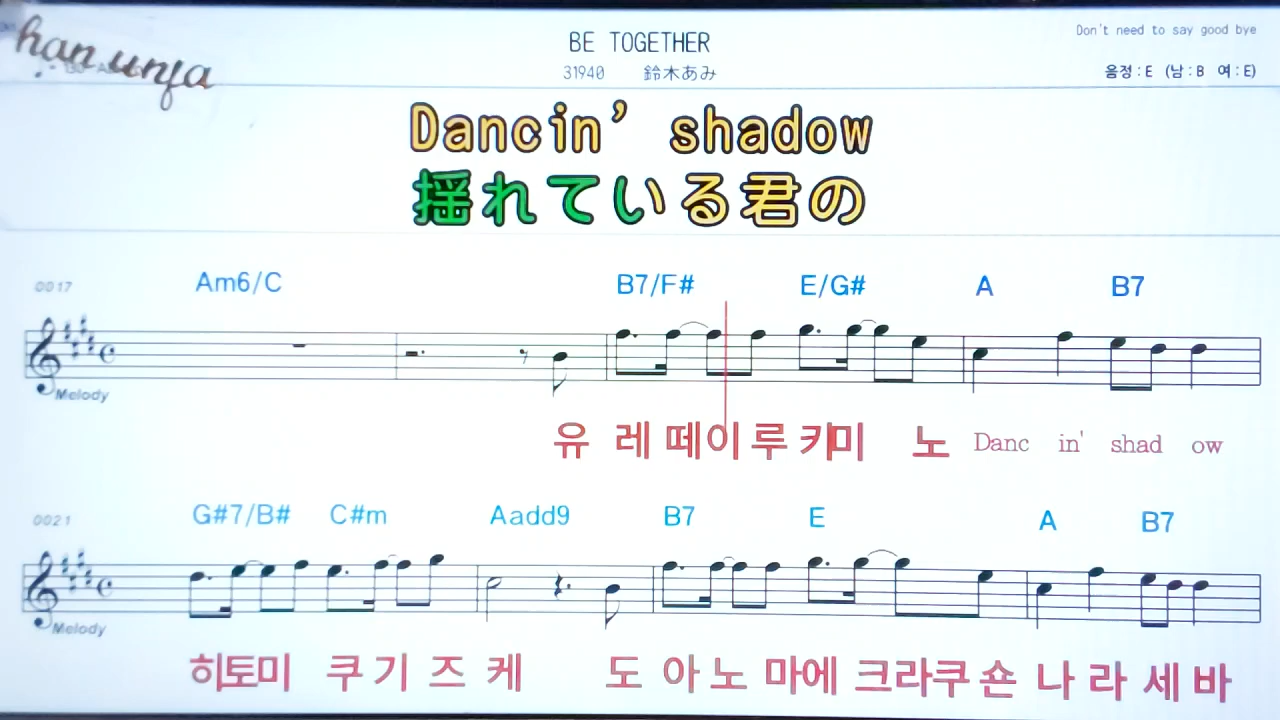 han unja
Don't need to say good bye
BE TOGETHER
31940 鈴木あみ
음정:E (남:B 여:E)
Dancin' shadow
揺れている君の
0017 Am6/C B7/F# E/G# A B7
Melody
유 레 떼이루 키미 노 Danc in' shad ow
0021 G#7/B# C#m Aadd9 B7 E A B7
Melody
히토미 쿠기 즈 케 도 아 노 마에 크라쿠숀 나 라 세 바